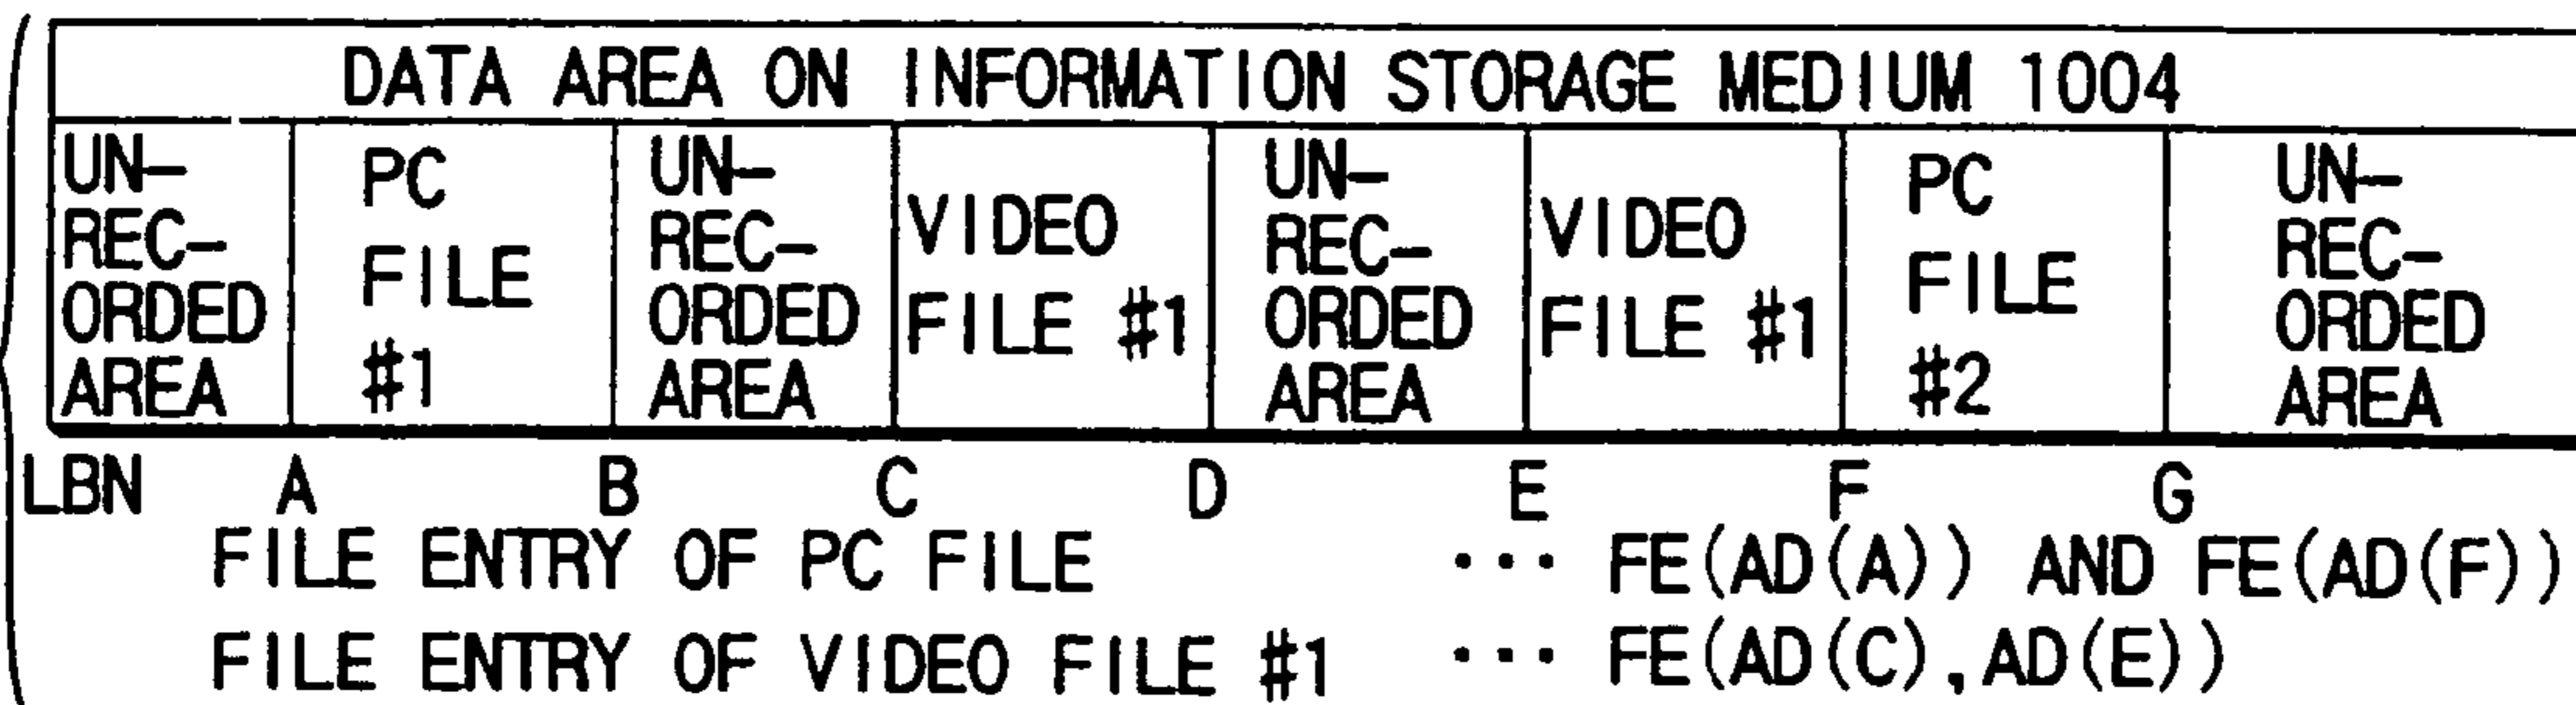 DATA AREA ON INFORMATION STORAGE MEDIUM 1004
UN-
REC-
ORDED
AREA
PC
FILE
#1
UN-
REC-
ORDED
AREA
VIDEO
FILE #1
UN-
REC-
ORDED
AREA
VIDEO
FILE #1
PC
FILE
#2
UN-
REC-
ORDED
AREA
LBN A B C D E F G
FILE ENTRY OF PC FILE ··· FE(AD(A)) AND FE(AD(F))
FILE ENTRY OF VIDEO FILE #1 ··· FE(AD(C),AD(E))